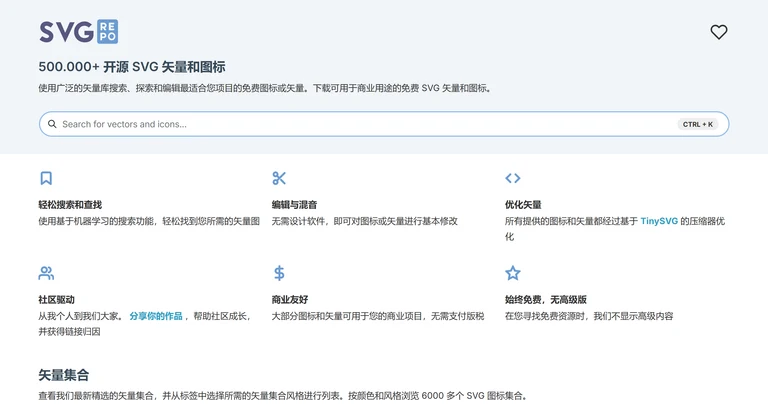 SVG REPO
500.000+ 开源 SVG 矢量和图标
使用广泛的矢量库搜索、探索和编辑最适合您项目的免费图标或矢量。下载可用于商业用途的免费 SVG 矢量和图标。
Search for vectors and icons...
CTRL + K
轻松搜索和查找
使用基于机器学习的搜索功能，轻松找到您所需的矢量图
编辑与混音
无需设计软件，即可对图标或矢量进行基本修改
优化矢量
所有提供的图标和矢量都经过基于 TinySVG 的压缩器优
化
社区驱动
从我个人到我们大家。 分享你的作品 ，帮助社区成长，
并获得链接归因
商业友好
大部分图标和矢量可用于您的商业项目，无需支付版税
始终免费，无高级版
在您寻找免费资源时，我们不显示高级内容
矢量集合
查看我们最新精选的矢量集合，并从标签中选择所需的矢量集合风格进行列表。按颜色和风格浏览 6000 多个 SVG 图标集合。